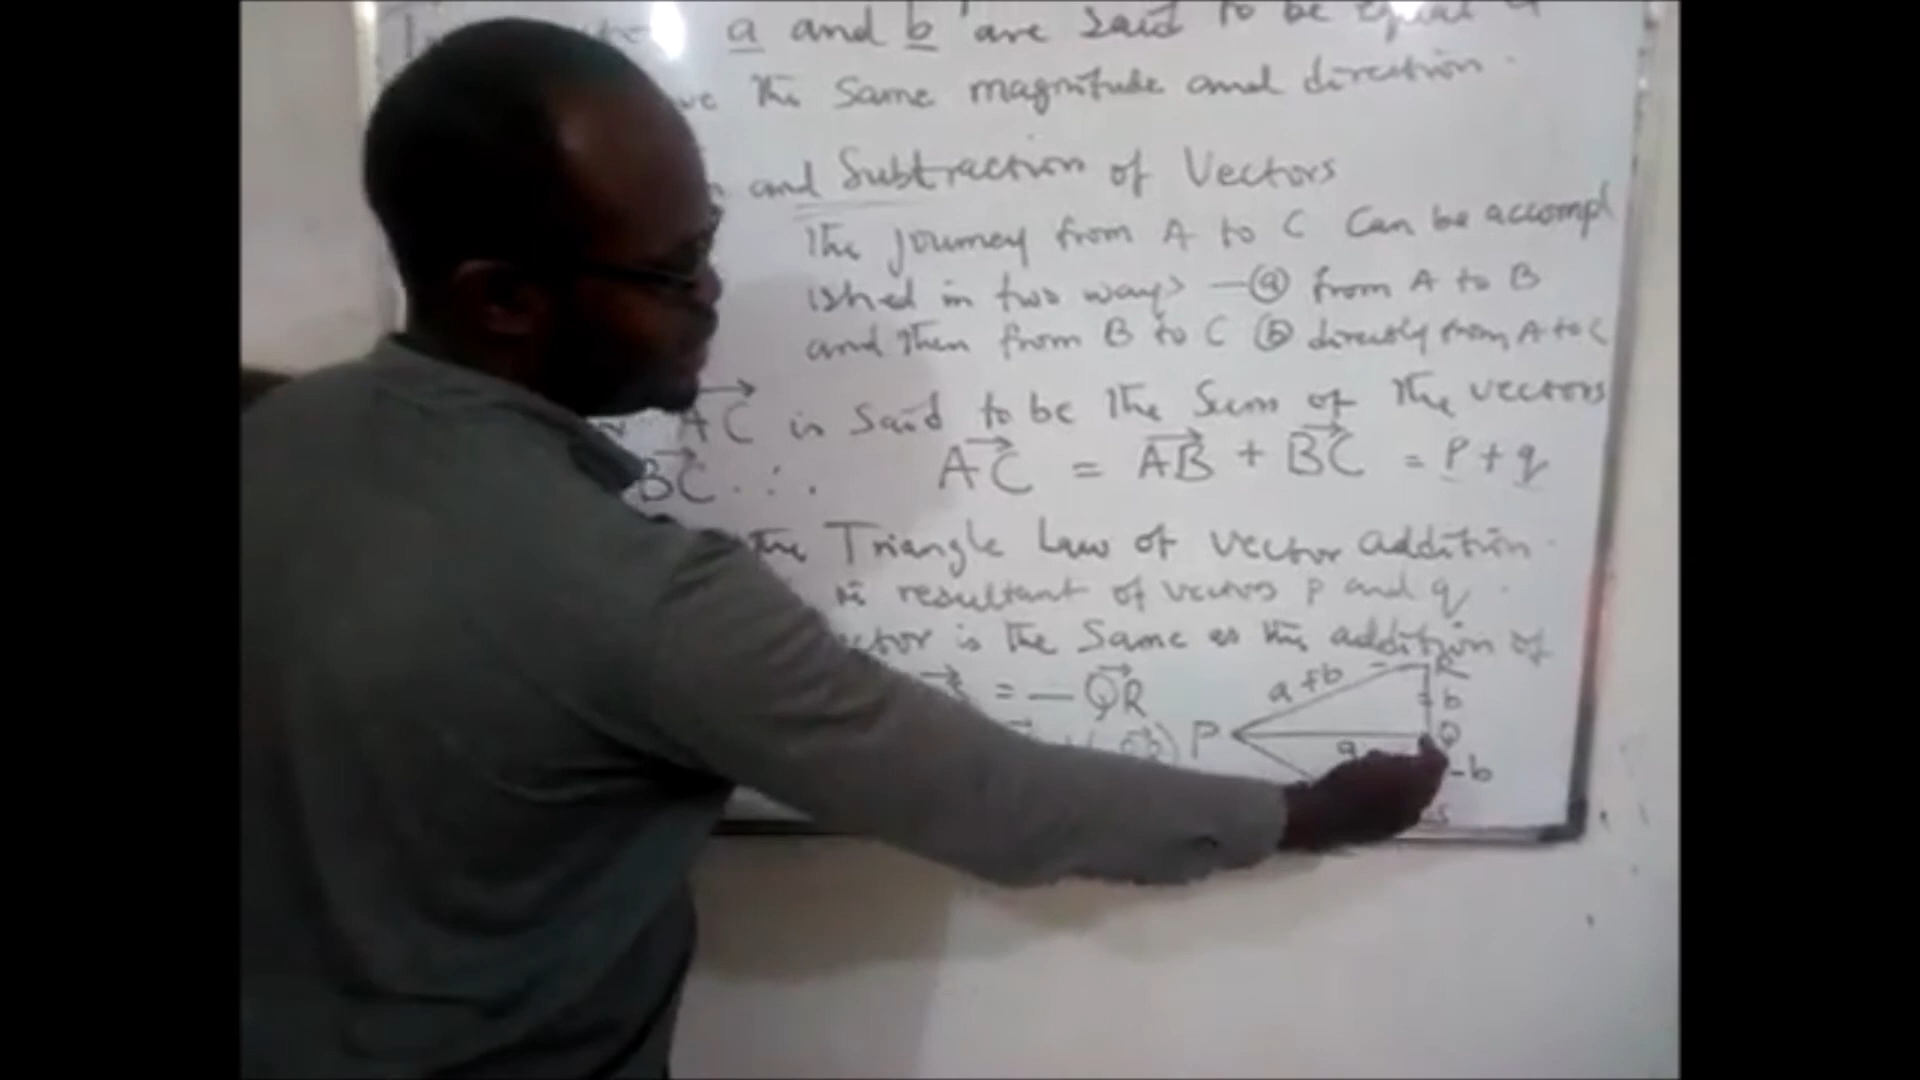 a and b are said to be equal
the same magnitude and direction.
and Subtraction of Vectors
The journey from A to C Can be accompl
ished in two ways — (a) from A to B
and then from B to C (b) directly from A to C
AC is said to be the Sum of the vectors
BC. ∴ AC = AB + BC = p + q
the Triangle Law of vector addition.
resultant of vectors p and q.
is the Same as the addition of
= — QR
a + b
R
b
P
Q
a
-b
S